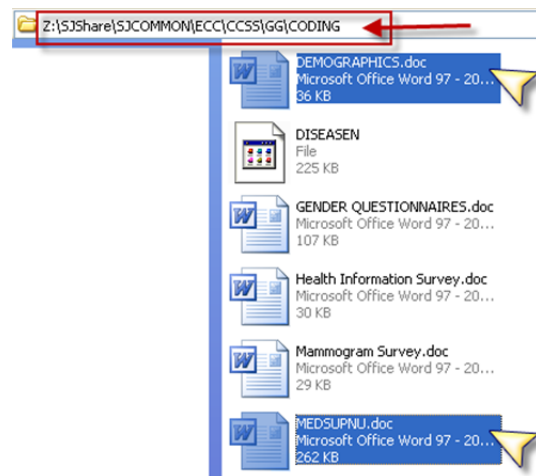 Z:\SJShare\SJCOMMON\ECC\CCSS\GG\CODING
DEMOGRAPHICS.doc
Microsoft Office Word 97 - 20...
36 KB
DISEASEN
File
225 KB
GENDER QUESTIONNAIRES.doc
Microsoft Office Word 97 - 20...
107 KB
Health Information Survey.doc
Microsoft Office Word 97 - 20...
30 KB
Mammogram Survey.doc
Microsoft Office Word 97 - 20...
29 KB
MEDSUPNU.doc
Microsoft Office Word 97 - 20...
262 KB